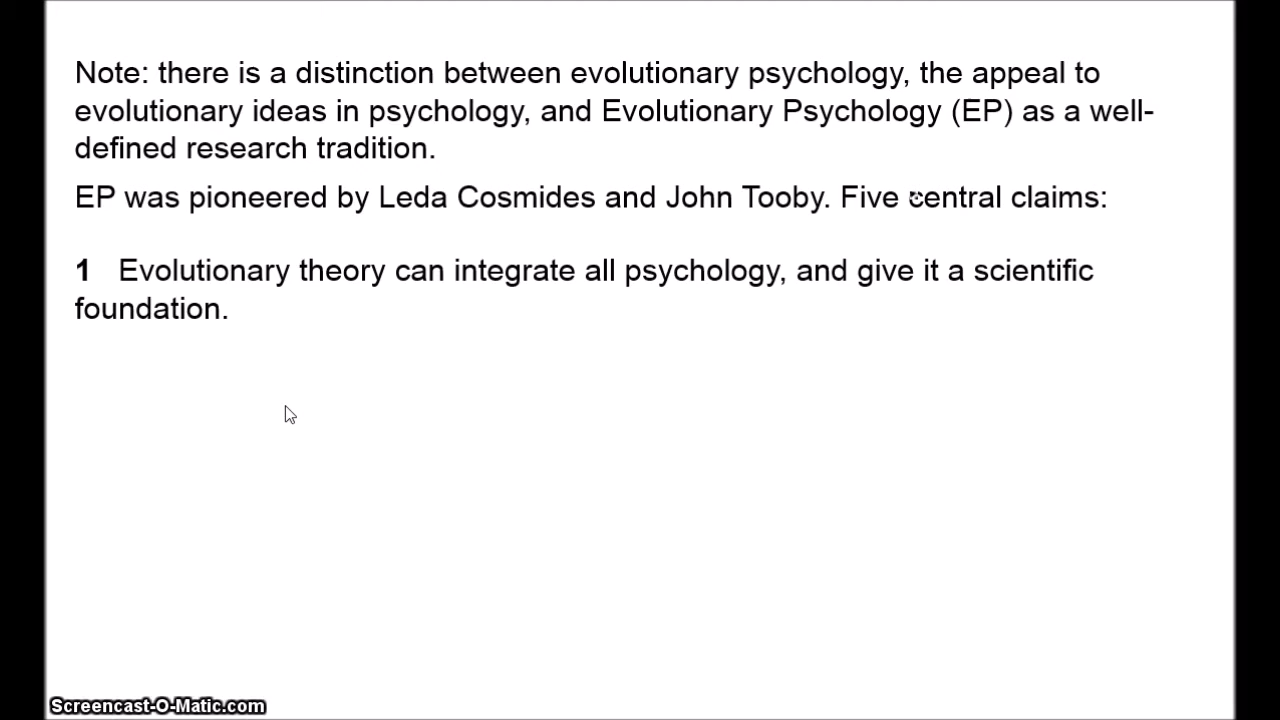 Note: there is a distinction between evolutionary psychology, the appeal to
evolutionary ideas in psychology, and Evolutionary Psychology (EP) as a well-
defined research tradition.
EP was pioneered by Leda Cosmides and John Tooby. Five central claims:
1 Evolutionary theory can integrate all psychology, and give it a scientific
foundation.
Screencast-O-Matic.com